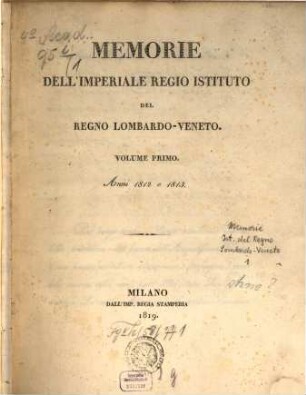 MEMORIE
DELL'IMPERIALE REGIO ISTITUTO
DEL
REGNO LOMBARDO-VENETO.
VOLUME PRIMO.
Anni 1812 e 1813.
Memorie
Ist. del Regno
Lombardo-Veneto
1
MILANO
DALL'IMP. REGIA STAMPERIA
1819.